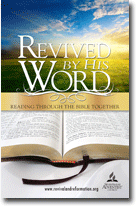 REVIVED
BY HIS
WORD
READING THROUGH THE BIBLE TOGETHER
www.revivalandreformation.org